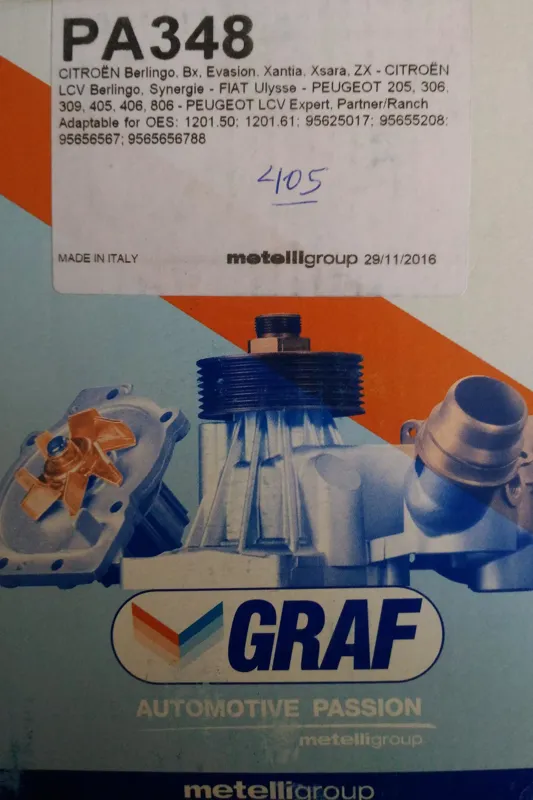 PA348
CITROËN Berlingo, Bx, Evasion, Xantia, Xsara, ZX - CITROËN
LCV Berlingo, Synergie - FIAT Ulysse - PEUGEOT 205, 306,
309, 405, 406, 806 - PEUGEOT LCV Expert, Partner/Ranch
Adaptable for OES: 1201.50; 1201.61; 95625017; 95655208;
95656567; 9565656788
405
MADE IN ITALY metelligroup 29/11/2016
GRAF
AUTOMOTIVE PASSION
metelligroup
metelligroup